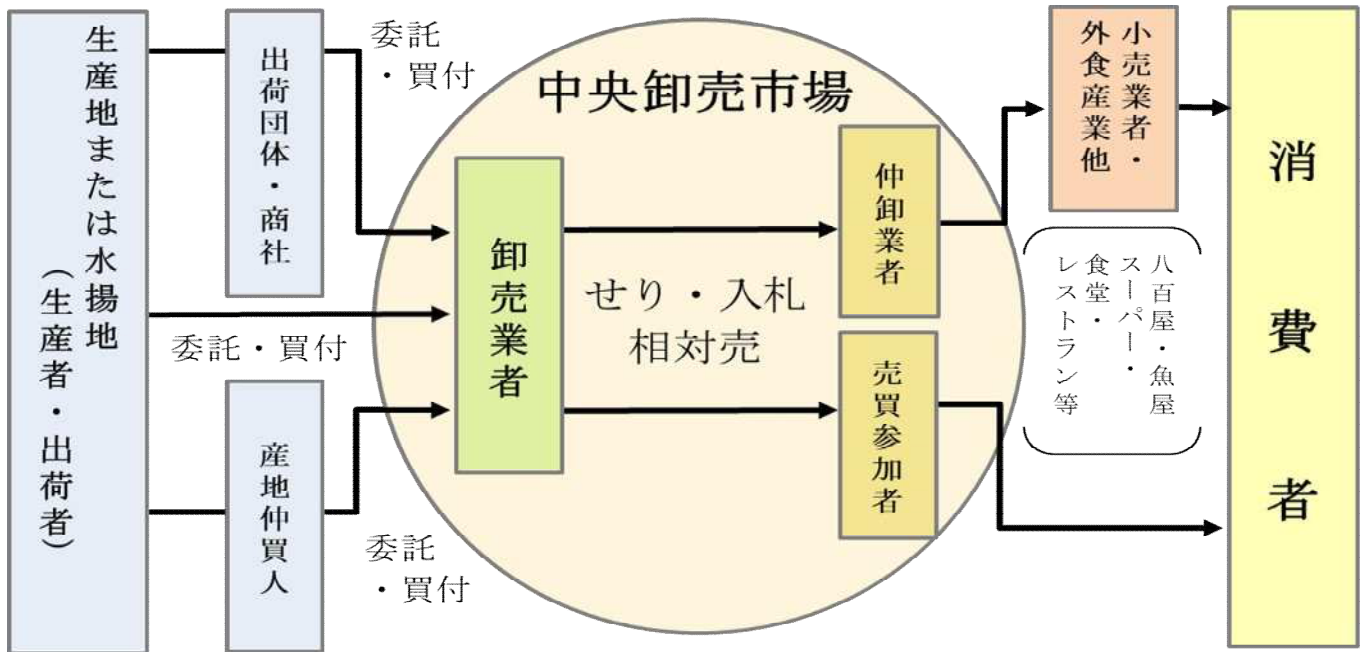 生産地または水揚地
(生産者・出荷者)
出荷団体・商社
産地仲買人
委託
・買付
委託・買付
委託
・買付
中央卸売市場
卸売業者
せり・入札
相対売
仲卸業者
売買参加者
小売業者・
外食産業他
八百屋・魚屋
スーパー・
食堂・
レストラン等
消費者